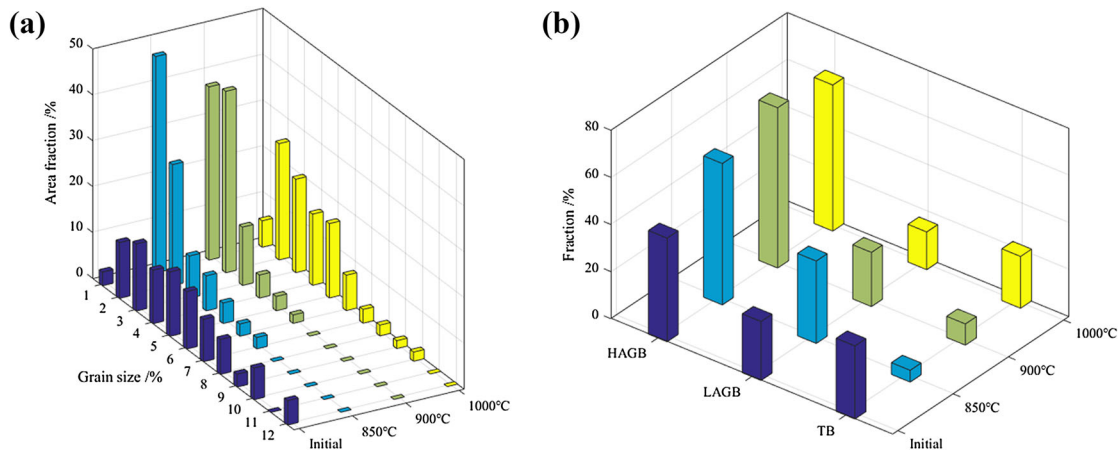 (a)
50
40
30
20
10
0
Area fraction /%
1
2
3
4
5
6
7
8
9
10
11
12
Grain size /%
Initial
850°C
900°C
1000°C
(b)
80
60
40
20
0
Fraction /%
HAGB
LAGB
TB
Initial
850°C
900°C
1000°C